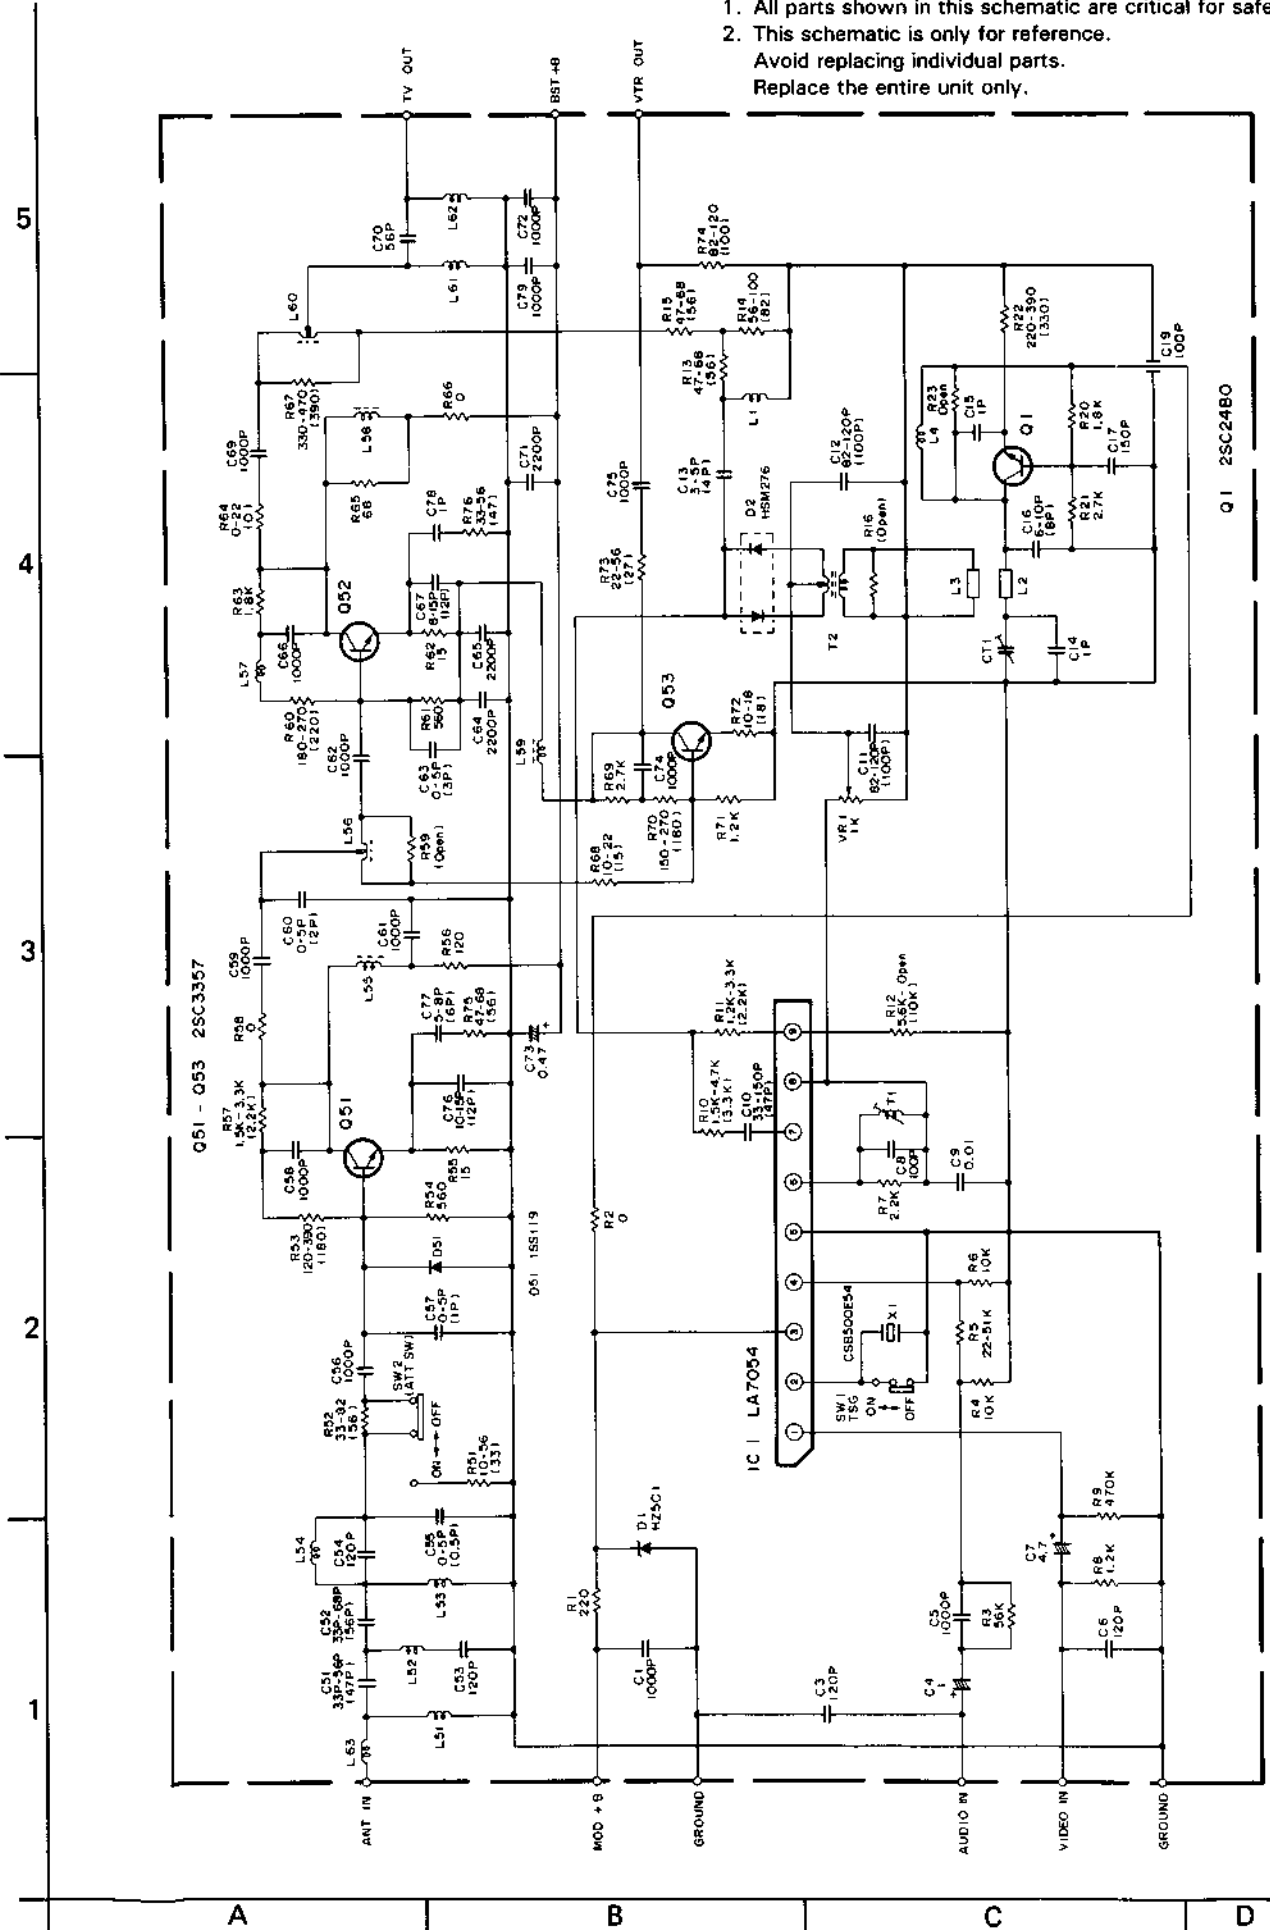 1. All parts shown in this schematic are critical for safe
2. This schematic is only for reference.
Avoid replacing individual parts.
Replace the entire unit only.
TV OUT
BST +B
VTR OUT
5
4
3
2
1
A
B
C
D
C70
56P
L62
C72
1000P
L61
C79
1000P
L60
R74
82-120
(100)
R15
47-68
(56)
R14
56-100
(82)
R13
47-68
(56)
L1
R22
220-390
(330)
C19
100P
R67
330-470
(390)
C69
1000P
L58
R66
0
R64
0-22
(0)
R65
68
C71
2200P
C78
1P
R76
33-56
(47)
R63
1.8K
Q52
C67
8-15P
(12P)
C66
1000P
R62
15
C65
2200P
L57
R60
180-270
(220)
R61
560
C64
2200P
C62
1000P
C63
0-5P
(3P)
L59
C75
1000P
C13
3-5P
(4P)
D2
HSM276
C12
82-120P
(100P)
R16
(Open)
R23
Open
L4
C15
1P
Q1
R20
1.8K
C17
150P
R21
2.7K
C16
6-10P
(8P)
Q1 2SC2480
R73
22-56
(27)
T2
L3
L2
CT1
C14
1P
Q53
R72
10-18
(18)
R69
2.7K
C74
1000P
R70
150-270
(180)
R71
1.2K
C11
82-120P
(100P)
VR1
1K
R68
10-22
(15)
L56
R59
(Open)
C60
0-5P
(2P)
C61
1000P
C59
1000P
L55
R56
120
Q51 - Q53 2SC3357
R58
0
C77
5-8P
(6P)
R75
47-68
(56)
C73
0.47
R57
1.5K-3.3K
(2.2K)
Q51
C76
10-15P
(12P)
C58
1000P
R55
15
R53
120-390
(180)
R54
560
D51
D51 1SS119
C57
0-5P
(1P)
C56
1000P
SW2
(ATT SW)
R52
33-82
(56)
ON
OFF
R51
10-56
(33)
R11
1.2K-3.3K
(2.2K)
R10
1.5K-4.7K
(3.3K)
C10
33-150P
(47P)
R12
5.6K-Open
(10K)
9
8
7
6
5
4
3
2
1
T1
C8
100P
C9
0.01
R7
2.2K
R2
0
R6
10K
CSB500E54
X1
R5
22-51K
SW1
TSG
ON
OFF
R4
10K
IC1 LA7054
L54
C54
120P
C55
0-5P
(0.5P)
C52
33P-68P
(56P)
L53
C51
33P-56P
(47P)
L52
C53
120P
L51
L63
D1
HZ5C1
R1
220
C1
1000P
C3
120P
C5
1000P
R3
56K
C4
1
C7
4.7
R9
470K
R8
1.2K
C6
120P
ANT IN
MOD +B
GROUND
AUDIO IN
VIDEO IN
GROUND